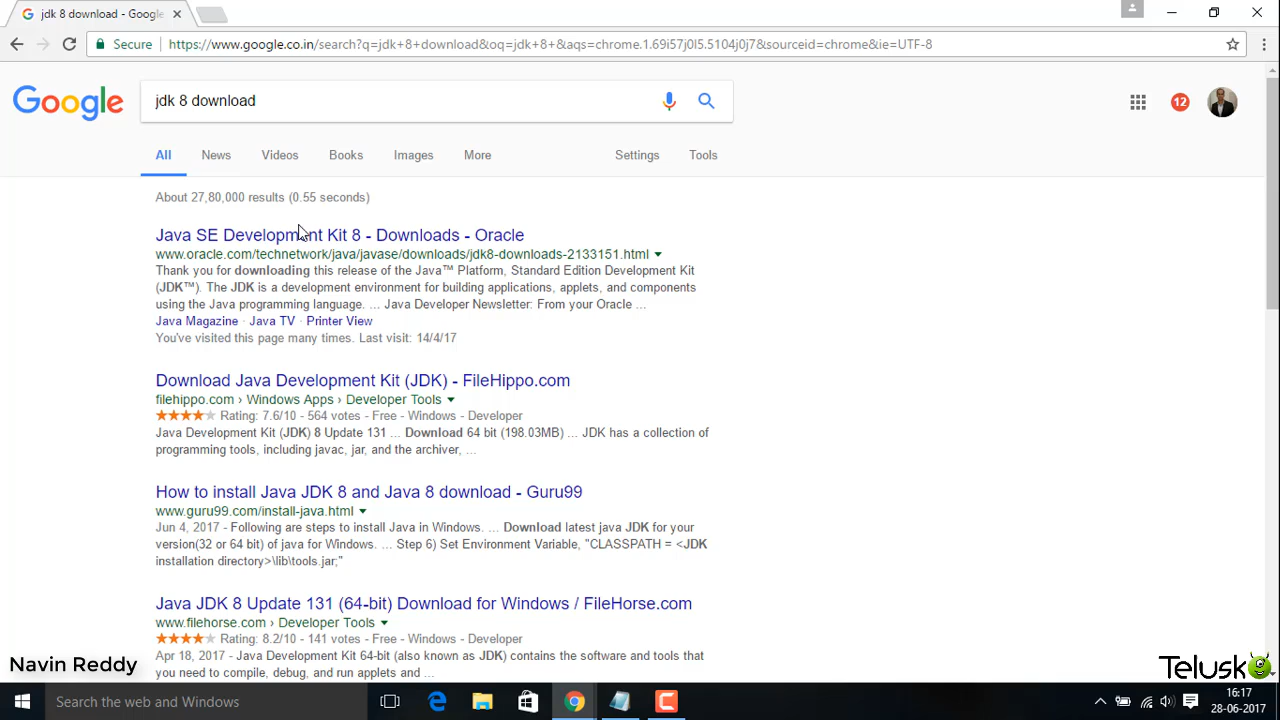 jdk 8 download - Google
Secure https://www.google.co.in/search?q=jdk+8+download&oq=jdk+8+&aqs=chrome.1.69i57j0l5.5104j0j7&sourceid=chrome&ie=UTF-8
Google
jdk 8 download
12
All News Videos Books Images More Settings Tools
About 27,80,000 results (0.55 seconds)
Java SE Development Kit 8 - Downloads - Oracle
www.oracle.com/technetwork/java/javase/downloads/jdk8-downloads-2133151.html
Thank you for downloading this release of the Java™ Platform, Standard Edition Development Kit
(JDK™). The JDK is a development environment for building applications, applets, and components
using the Java programming language. ... Java Developer Newsletter: From your Oracle ...
Java Magazine · Java TV · Printer View
You've visited this page many times. Last visit: 14/4/17
Download Java Development Kit (JDK) - FileHippo.com
filehippo.com › Windows Apps › Developer Tools
Rating: 7.6/10 - 564 votes - Free - Windows - Developer
Java Development Kit (JDK) 8 Update 131 ... Download 64 bit (198.03MB) ... JDK has a collection of
programming tools, including javac, jar, and the archiver, ...
How to install Java JDK 8 and Java 8 download - Guru99
www.guru99.com/install-java.html
Jun 4, 2017 - Following are steps to install Java in Windows. ... Download latest java JDK for your
version(32 or 64 bit) of java for Windows. ... Step 6) Set Environment Variable, "CLASSPATH = <JDK
installation directory>\lib\tools.jar;"
Java JDK 8 Update 131 (64-bit) Download for Windows / FileHorse.com
www.filehorse.com › Developer Tools
Rating: 8.2/10 - 141 votes - Free - Windows - Developer
Apr 18, 2017 - Java Development Kit 64-bit (also known as JDK) contains the software and tools that
you need to compile, debug, and run applets and ...
Navin Reddy
Telusko
Search the web and Windows
16:17
28-06-2017